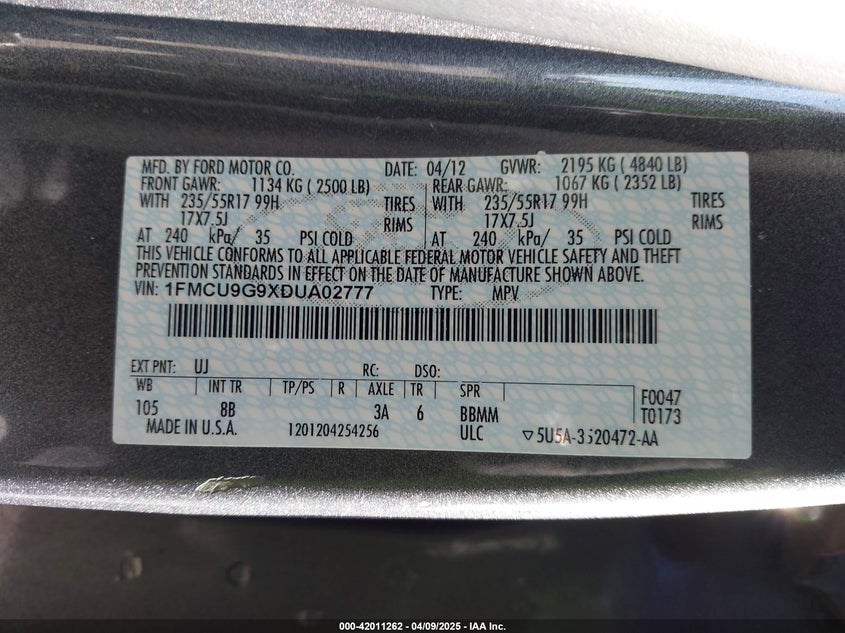 MFD. BY FORD MOTOR CO. DATE: 04/12 GVWR: 2195 KG ( 4840 LB)
FRONT GAWR: 1134 KG ( 2500 LB) REAR GAWR: 1067 KG ( 2352 LB)
WITH 235/55R17 99H TIRES WITH 235/55R17 99H TIRES
17X7.5J RIMS 17X7.5J RIMS
AT 240 kPa/ 35 PSI COLD AT 240 kPa/ 35 PSI COLD
THIS VEHICLE CONFORMS TO ALL APPLICABLE FEDERAL MOTOR VEHICLE SAFETY AND THEFT
PREVENTION STANDARDS IN EFFECT ON THE DATE OF MANUFACTURE SHOWN ABOVE.
VIN: 1FMCU9G9XDUA02777 TYPE: MPV
EXT PNT: UJ RC: DSO:
WB INT TR TP/PS R AXLE TR SPR F0047
105 8B 3A 6 BBMM T0173
MADE IN U.S.A. 1201204254256 ULC ▽5U5A-3520472-AA
000-42011262 - 04/09/2025 - IAA Inc.